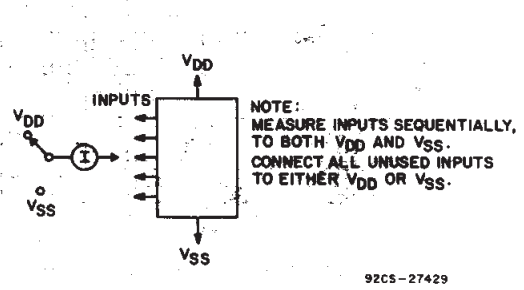 VDD
INPUTS
VDD
I
VSS
VSS
NOTE:
MEASURE INPUTS SEQUENTIALLY,
TO BOTH VDD AND VSS.
CONNECT ALL UNUSED INPUTS
TO EITHER VDD OR VSS.
92CS-27429